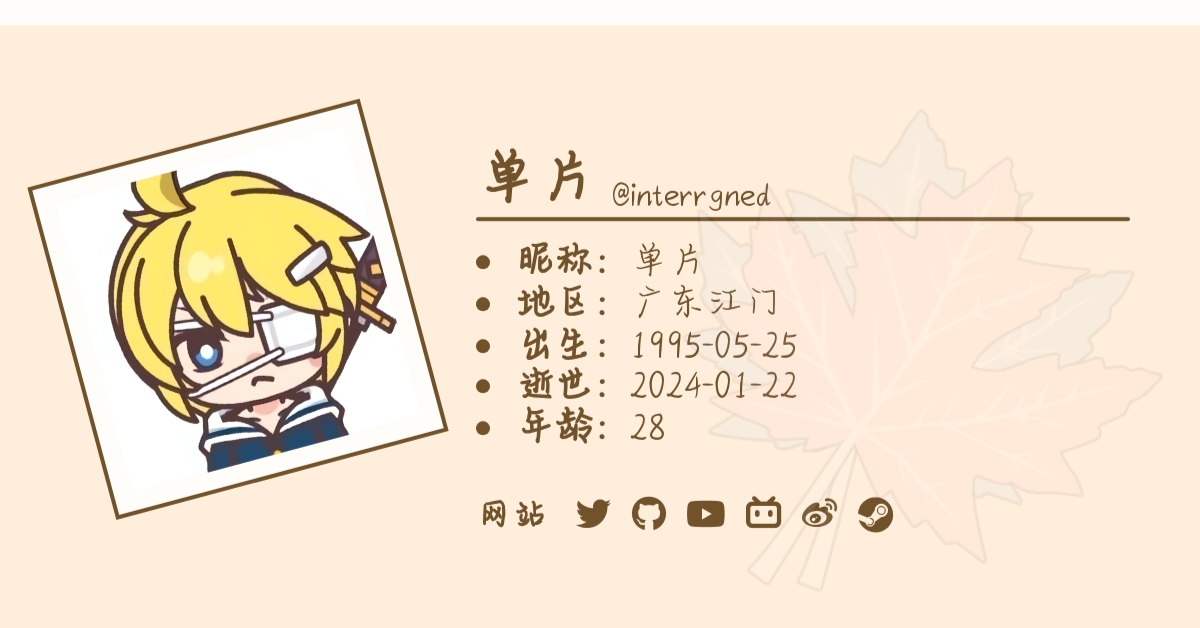 单片 @interrgned
昵称： 单片
地区： 广东江门
出生： 1995-05-25
逝世： 2024-01-22
年龄： 28
网站